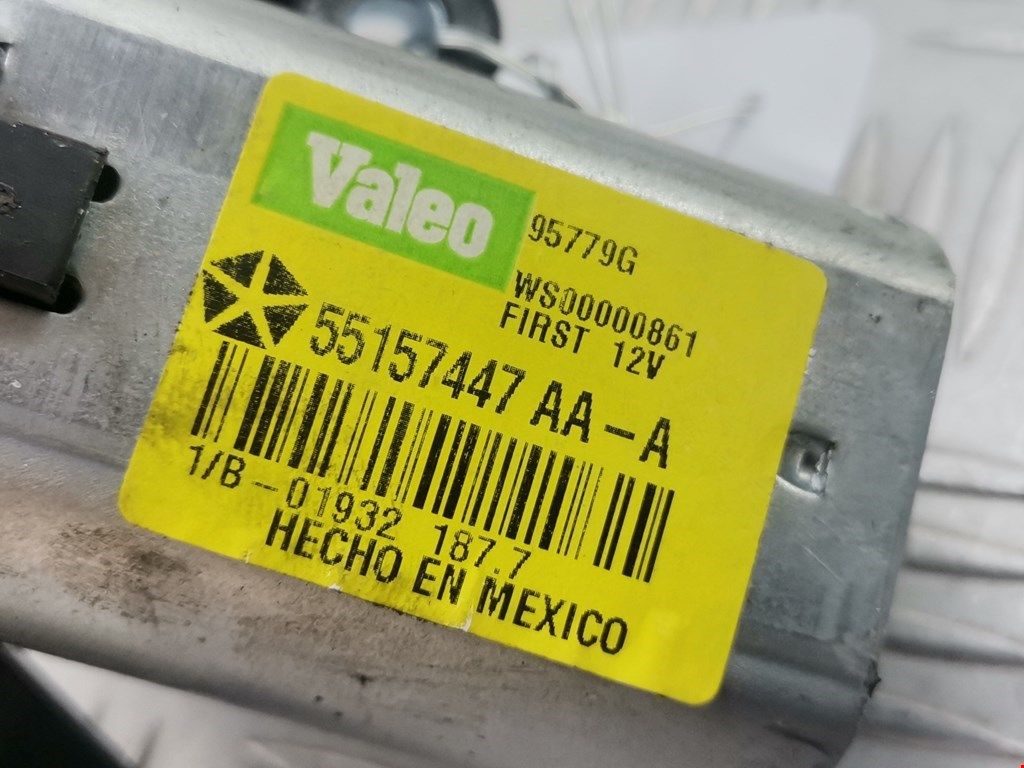 Valeo
95779G
WS00000861
FIRST 12V
55157447 AA-A
1/B-01932 187.7
HECHO EN MEXICO